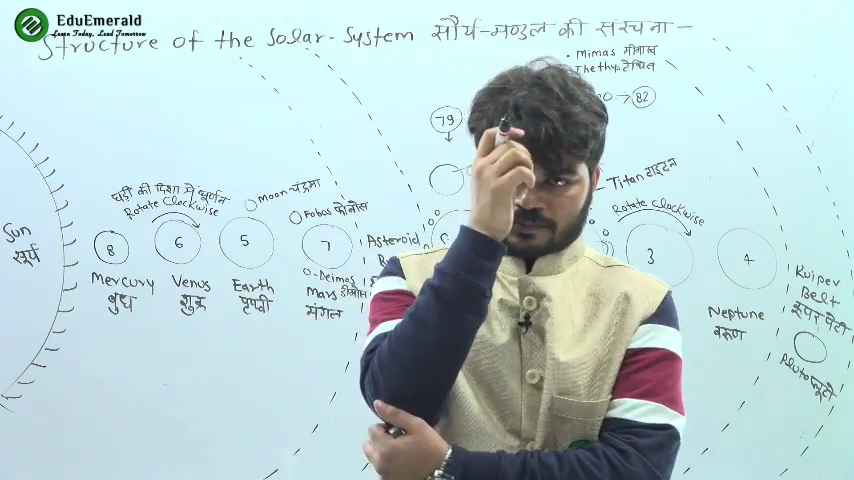 EduEmerald
Learn Today, Lead Tomorrow
Structure of the Solar-System सौर्य-मण्डल की संरचना -
• Mimas मीमास
• Thethys टेथिस
→ 82
79
Titan टाइटन
घड़ी की दिशा में घूर्णन
Rotate Clockwise
Moon-चंद्रमा
Fobos फोबोस
Rotate Clockwise
Sun
सूर्य
8
6
5
7
3
4
Asteroid
Mercury
बुध
Venus
शुक्र
Earth
पृथ्वी
Deimos
Mars
मंगल
Neptune
वरूण
Kuiper
Belt
Pluto प्लूटो